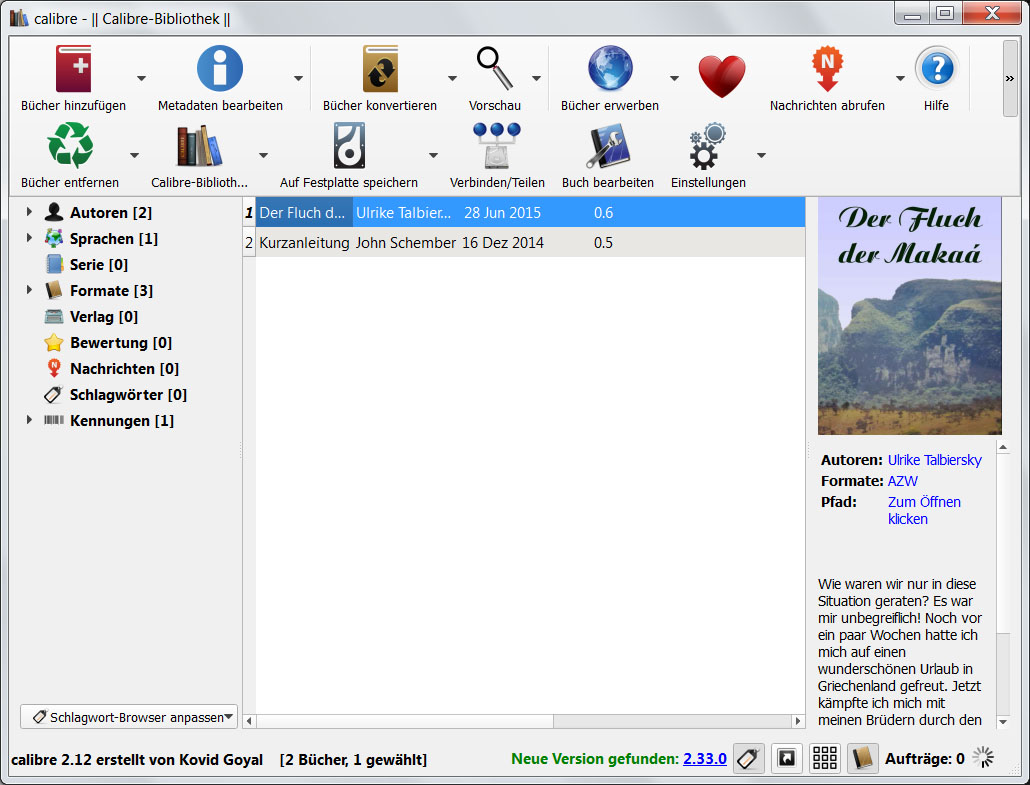 calibre - || Calibre-Bibliothek ||
Bücher hinzufügen
Metadaten bearbeiten
Bücher konvertieren
Vorschau
Bücher erwerben
Nachrichten abrufen
Hilfe
»
Bücher entfernen
Calibre-Biblioth...
Auf Festplatte speichern
Verbinden/Teilen
Buch bearbeiten
Einstellungen
Autoren [2]
Sprachen [1]
Serie [0]
Formate [3]
Verlag [0]
Bewertung [0]
Nachrichten [0]
Schlagwörter [0]
Kennungen [1]
Schlagwort-Browser anpassen
1 Der Fluch d... Ulrike Talbier... 28 Jun 2015 0.6
2 Kurzanleitung John Schember 16 Dez 2014 0.5
Der Fluch
der Makaá
Autoren: Ulrike Talbiersky
Formate: AZW
Pfad: Zum Öffnen
klicken
Wie waren wir nur in diese
Situation geraten? Es war
mir unbegreiflich! Noch vor
ein paar Wochen hatte ich
mich auf einen
wunderschönen Urlaub in
Griechenland gefreut. Jetzt
kämpfte ich mich mit
meinen Brüdern durch den
calibre 2.12 erstellt von Kovid Goyal [2 Bücher, 1 gewählt] Neue Version gefunden: 2.33.0 Aufträge: 0